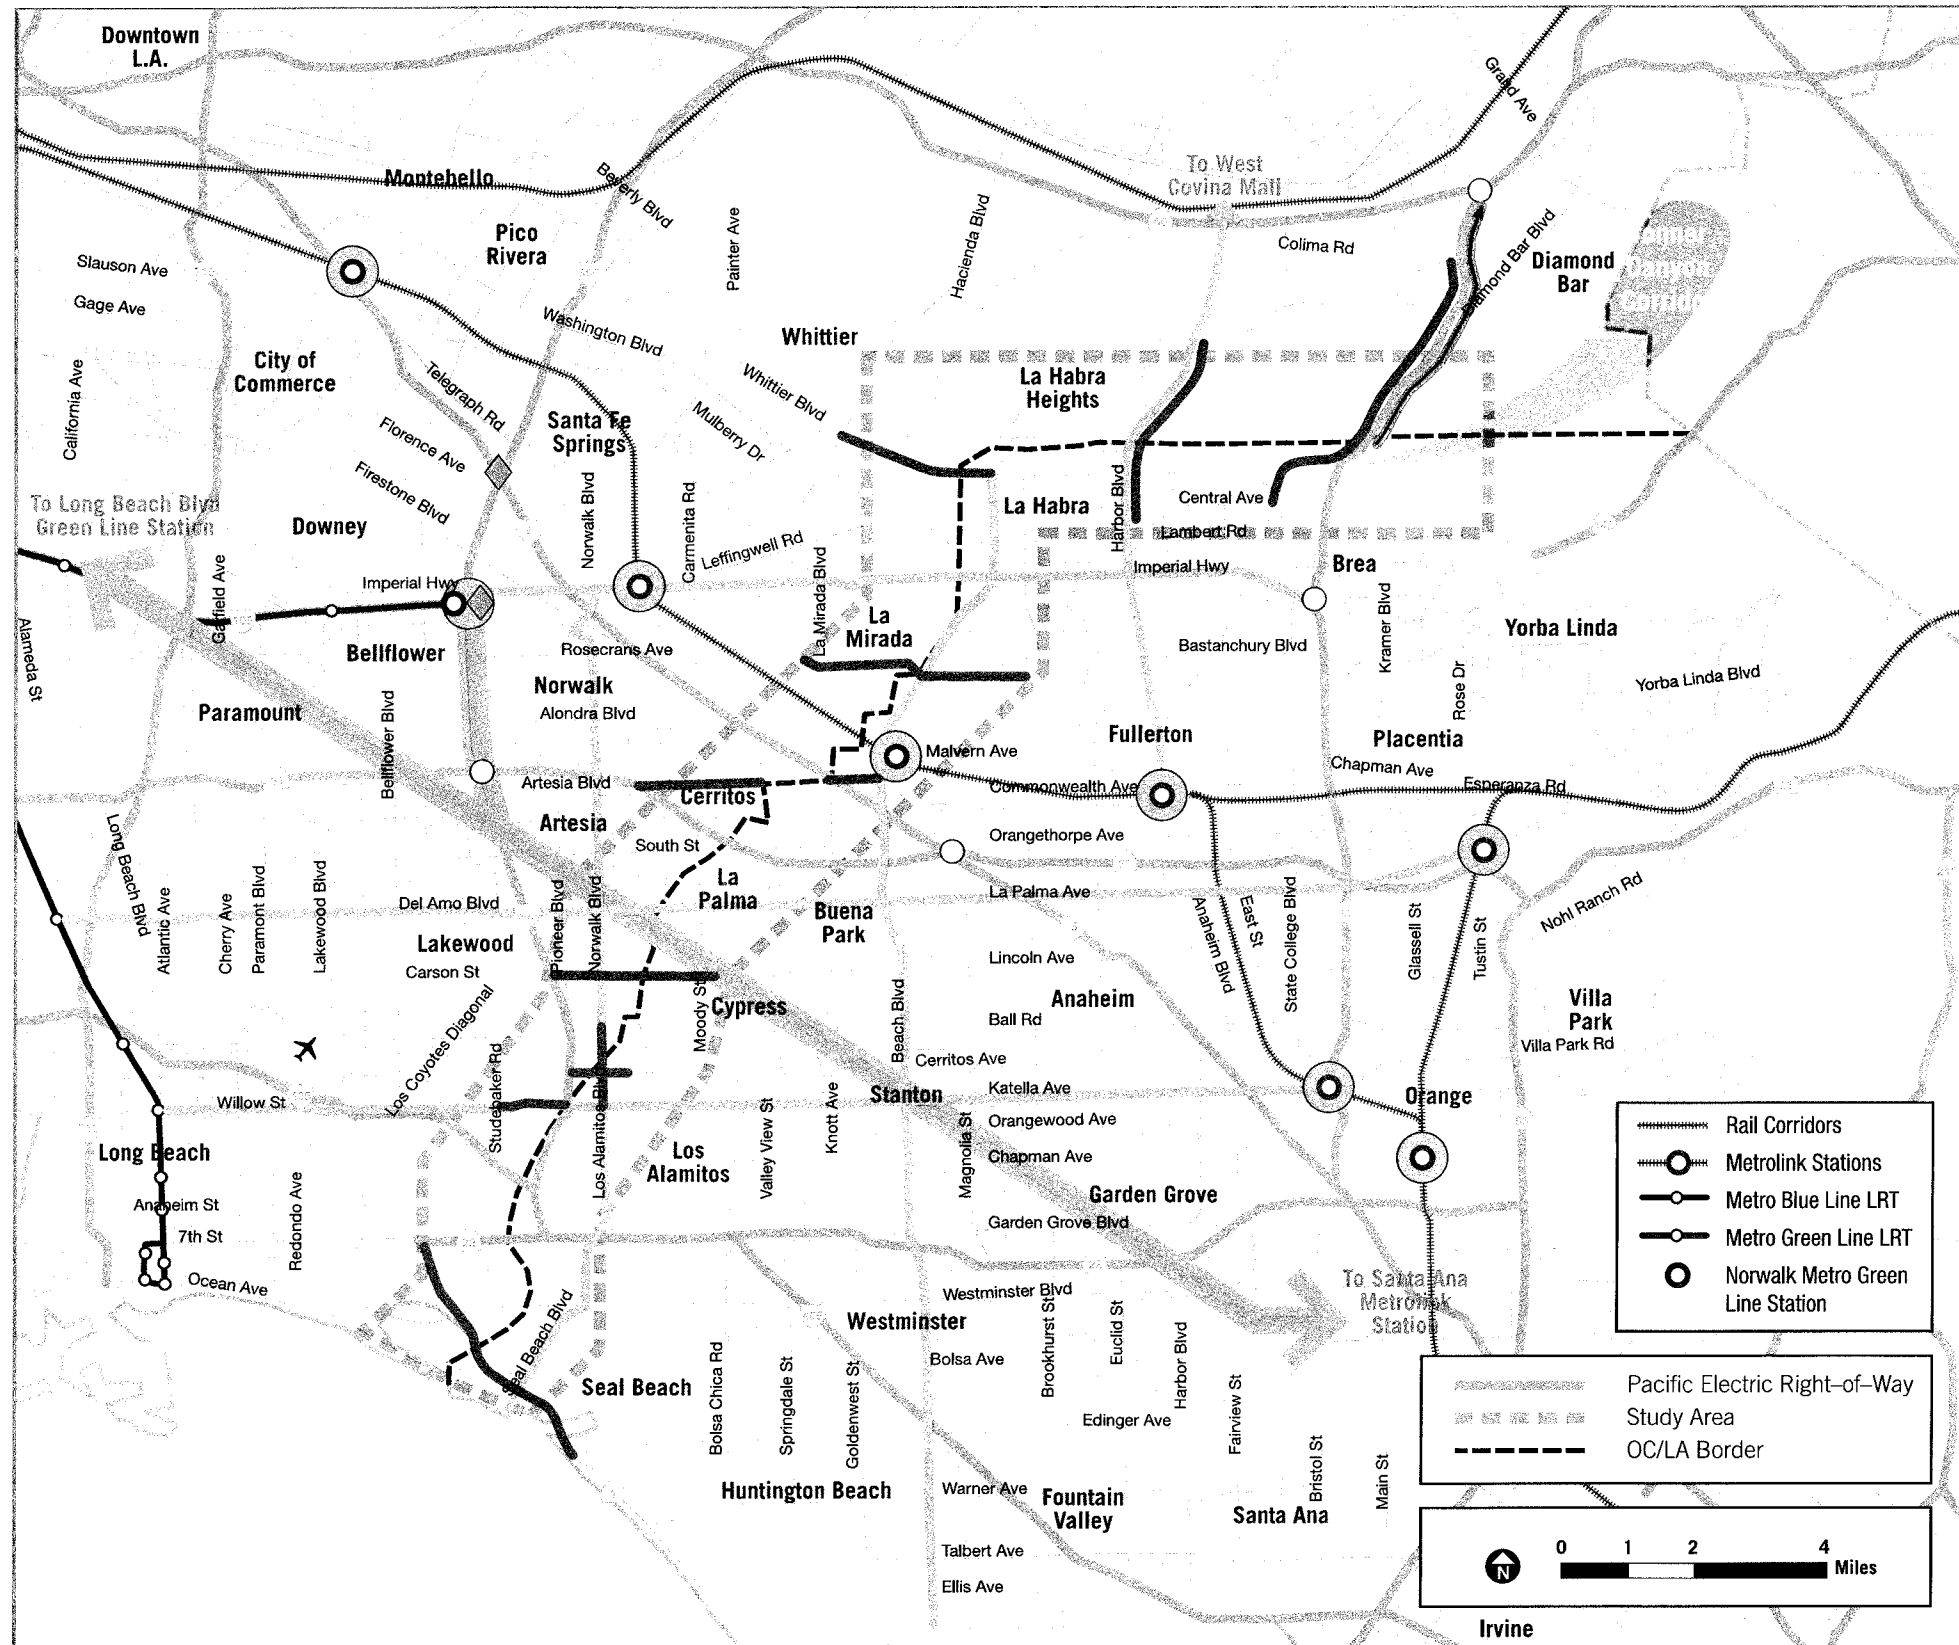 Downtown
L.A.
Montebello
Beverly Blvd
Pico
Rivera
Painter Ave
Hacienda Blvd
To West
Covina Mall
Grand Ave
Colima Rd
Diamond Bar Blvd
Diamond
Bar
Canyon
Slauson Ave
Gage Ave
City of
Commerce
California Ave
Washington Blvd
Whittier
Telegraph Rd
Florence Ave
Firestone Blvd
Santa Fe
Springs
Whittier Blvd
Mulberry Dr
La Habra
Heights
La Habra
Harbor Blvd
Central Ave
Lambert Rd
Imperial Hwy
Brea
To Long Beach Blvd
Green Line Station
Downey
Norwalk Blvd
Carmenita Rd
Leffingwell Rd
La Mirada Blvd
Imperial Hwy
Garfield Ave
Alameda St
Bellflower
Rosecrans Ave
La
Mirada
Bastanchury Blvd
Kramer Blvd
Rose Dr
Yorba Linda
Yorba Linda Blvd
Paramount
Bellflower Blvd
Norwalk
Alondra Blvd
Malvern Ave
Fullerton
Placentia
Chapman Ave
Esperanza Rd
Artesia Blvd
Cerritos
Commonwealth Ave
Artesia
South St
Orangethorpe Ave
Long Beach Blvd
Atlantic Ave
Cherry Ave
Paramont Blvd
Lakewood Blvd
Del Amo Blvd
Pioneer Blvd
Norwalk Blvd
La
Palma
Buena
Park
La Palma Ave
Anaheim Blvd
East St
State College Blvd
Glassell St
Tustin St
Nohl Ranch Rd
Lakewood
Carson St
Lincoln Ave
Los Coyotes Diagonal
Studebaker Rd
Moody St
Cypress
Beach Blvd
Anaheim
Ball Rd
Villa
Park
Villa Park Rd
Cerritos Ave
Katella Ave
Stanton
Orange
Willow St
Los Alamitos Blvd
Valley View St
Knott Ave
Magnolia St
Orangewood Ave
Chapman Ave
Long Beach
Los
Alamitos
Anaheim St
7th St
Redondo Ave
Ocean Ave
Garden Grove
Garden Grove Blvd
To Santa Ana
Metrolink
Station
Westminster Blvd
Westminster
Brookhurst St
Euclid St
Harbor Blvd
Bolsa Ave
Seal Beach Blvd
Seal Beach
Bolsa Chica Rd
Springdale St
Goldenwest St
Edinger Ave
Fairview St
Bristol St
Main St
Huntington Beach
Warner Ave
Fountain
Valley
Santa Ana
Talbert Ave
Ellis Ave
Irvine
Rail Corridors
Metrolink Stations
Metro Blue Line LRT
Metro Green Line LRT
Norwalk Metro Green
Line Station
Pacific Electric Right–of–Way
Study Area
OC/LA Border
N
0 1 2 4
Miles